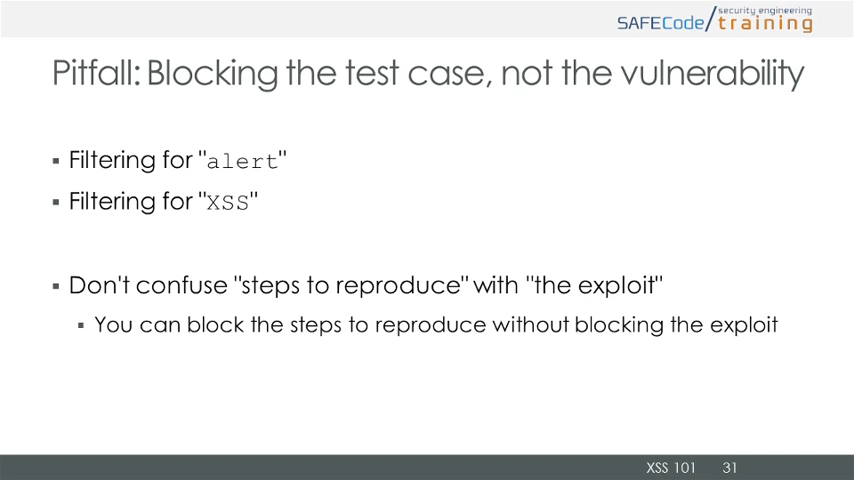 security engineering
SAFECode/training
Pitfall: Blocking the test case, not the vulnerability
▪ Filtering for "alert"
▪ Filtering for "XSS"
▪ Don't confuse "steps to reproduce" with "the exploit"
▪ You can block the steps to reproduce without blocking the exploit
XSS 101 31